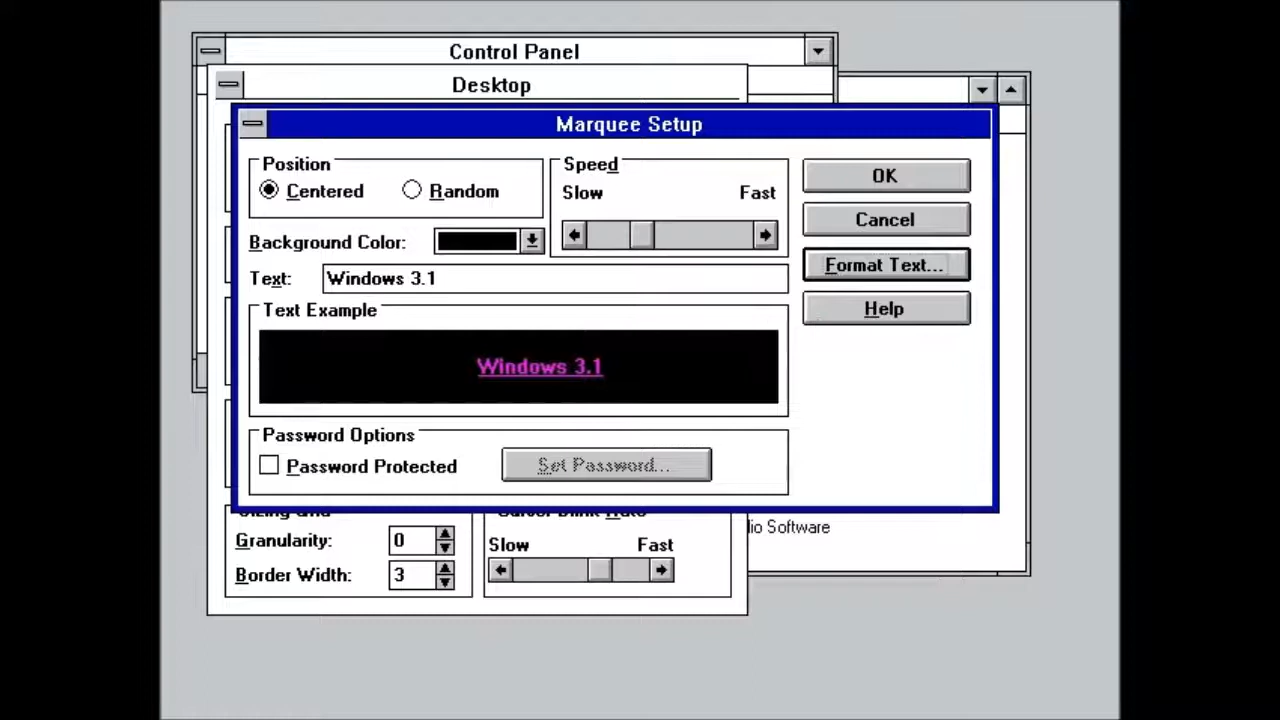 Control Panel
Desktop
Marquee Setup
Position
Centered Random
Speed
Slow Fast
OK
Cancel
Format Text...
Help
Background Color:
Text: Windows 3.1
Text Example
Windows 3.1
Password Options
Password Protected Set Password...
Granularity: 0
Border Width: 3
Slow Fast
Software